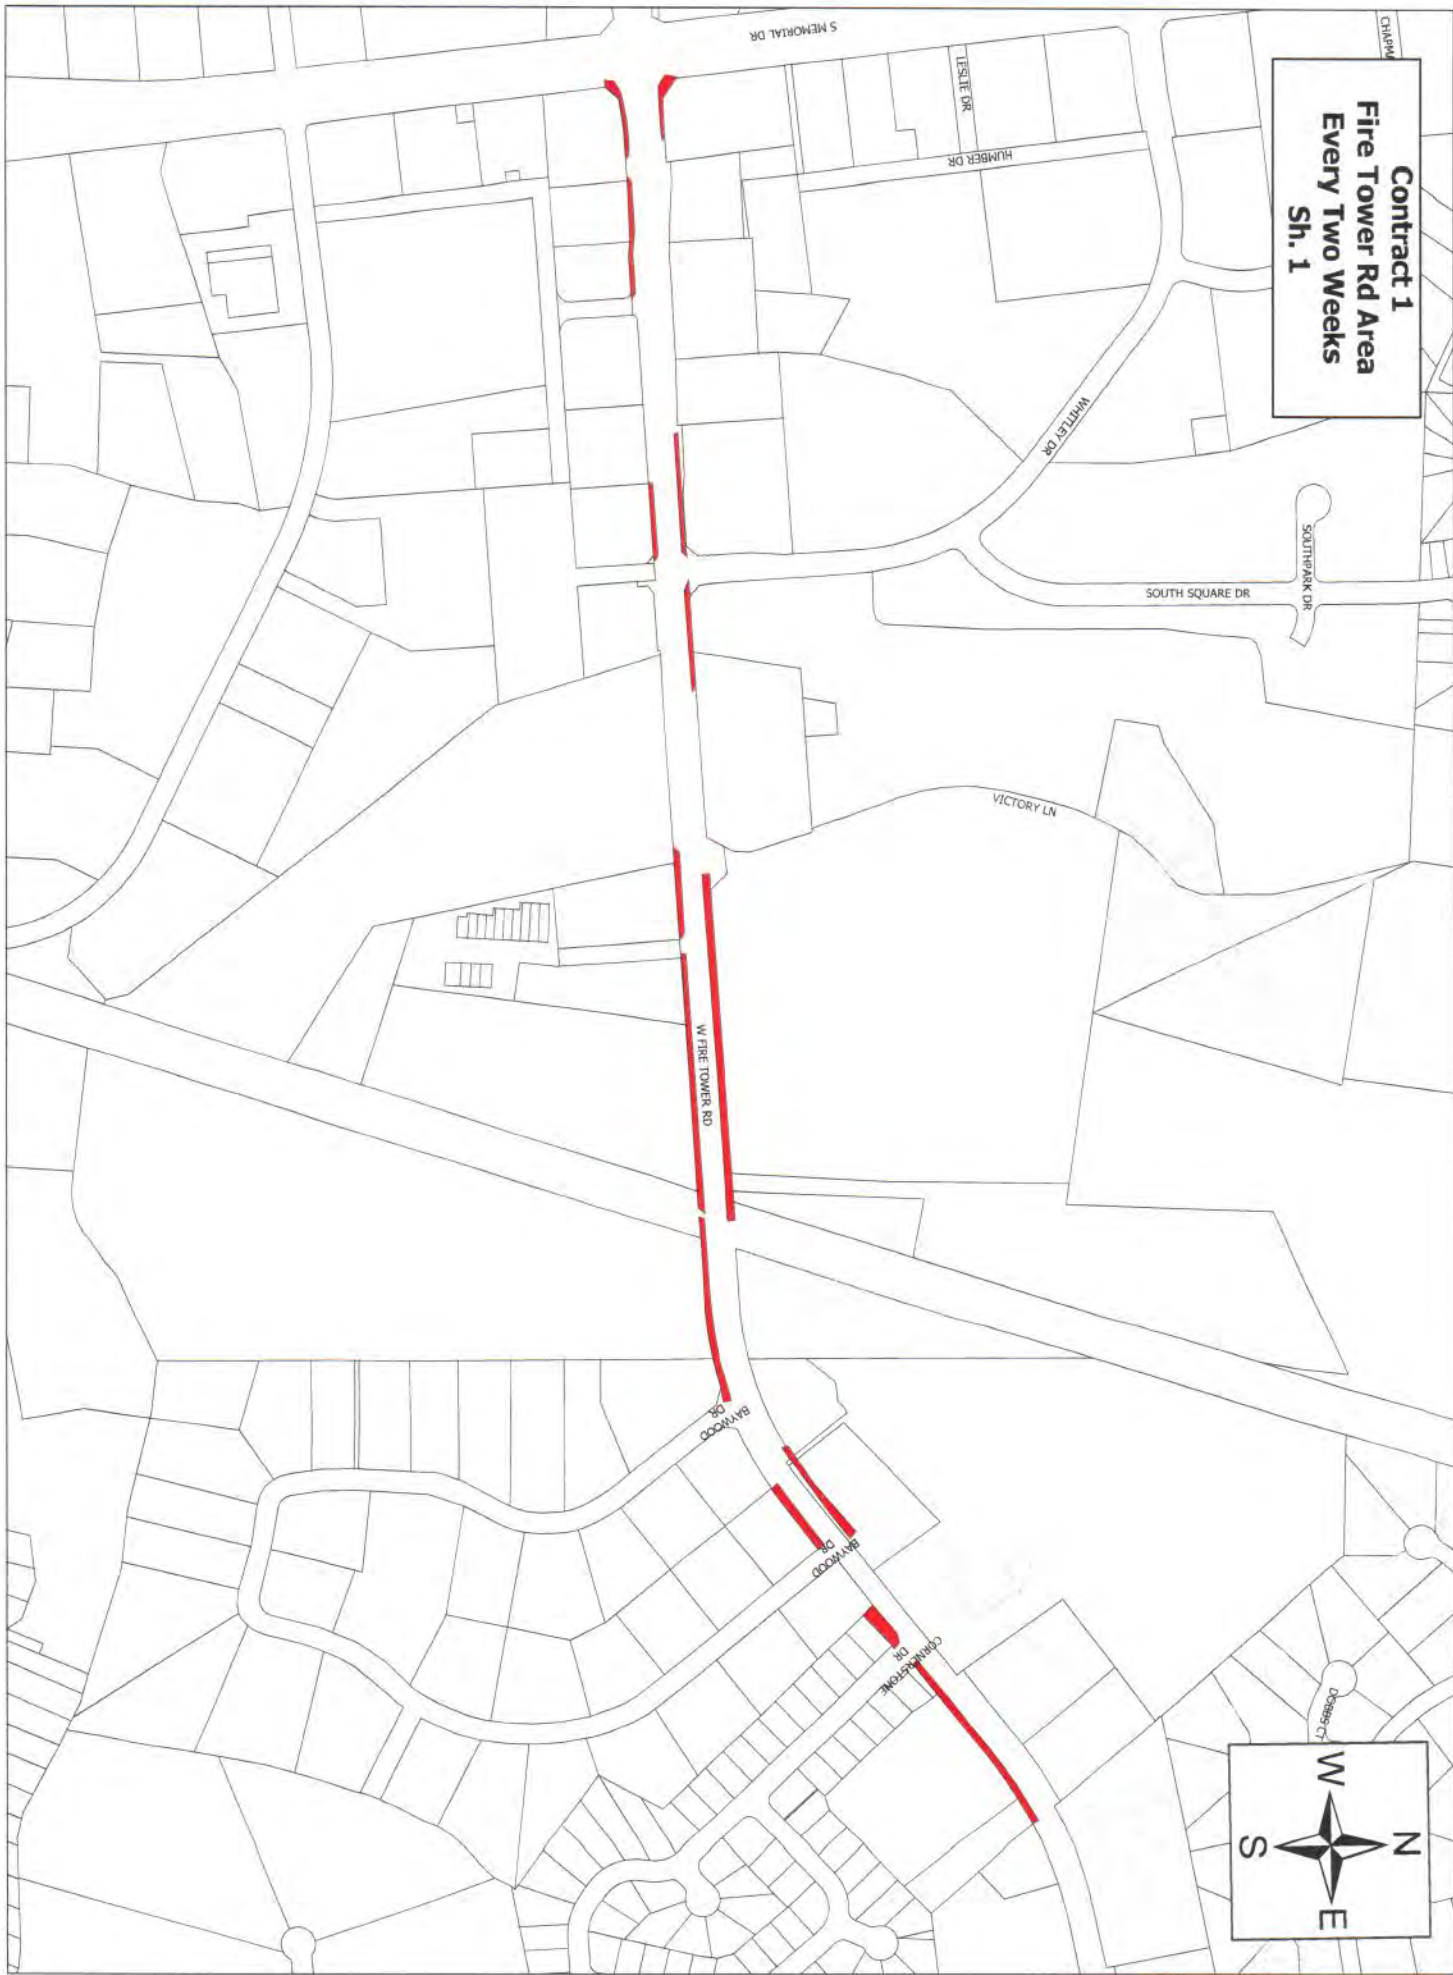 Contract 1
Fire Tower Rd Area
Every Two Weeks
Sh. 1
S MEMORIAL DR
LESLIE DR
HUMBER DR
WHITLEY DR
SOUTHPARK DR
SOUTH SQUARE DR
VICTORY LN
W FIRE TOWER RD
BAYWOOD
DR
BAYWOOD
DR
CORNERSTONE
DR
DOBBS CT
CHAPMA
N
W
E
S